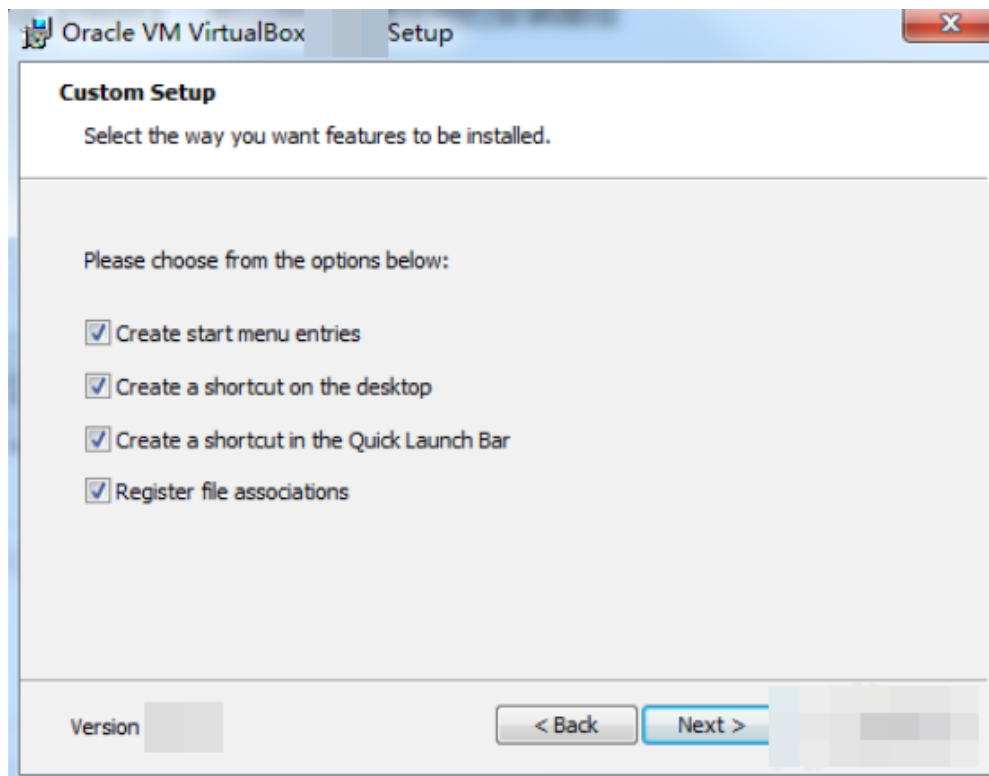 Oracle VM VirtualBox Setup
Custom Setup
Select the way you want features to be installed.
Please choose from the options below:
Create start menu entries
Create a shortcut on the desktop
Create a shortcut in the Quick Launch Bar
Register file associations
Version
< Back Next >